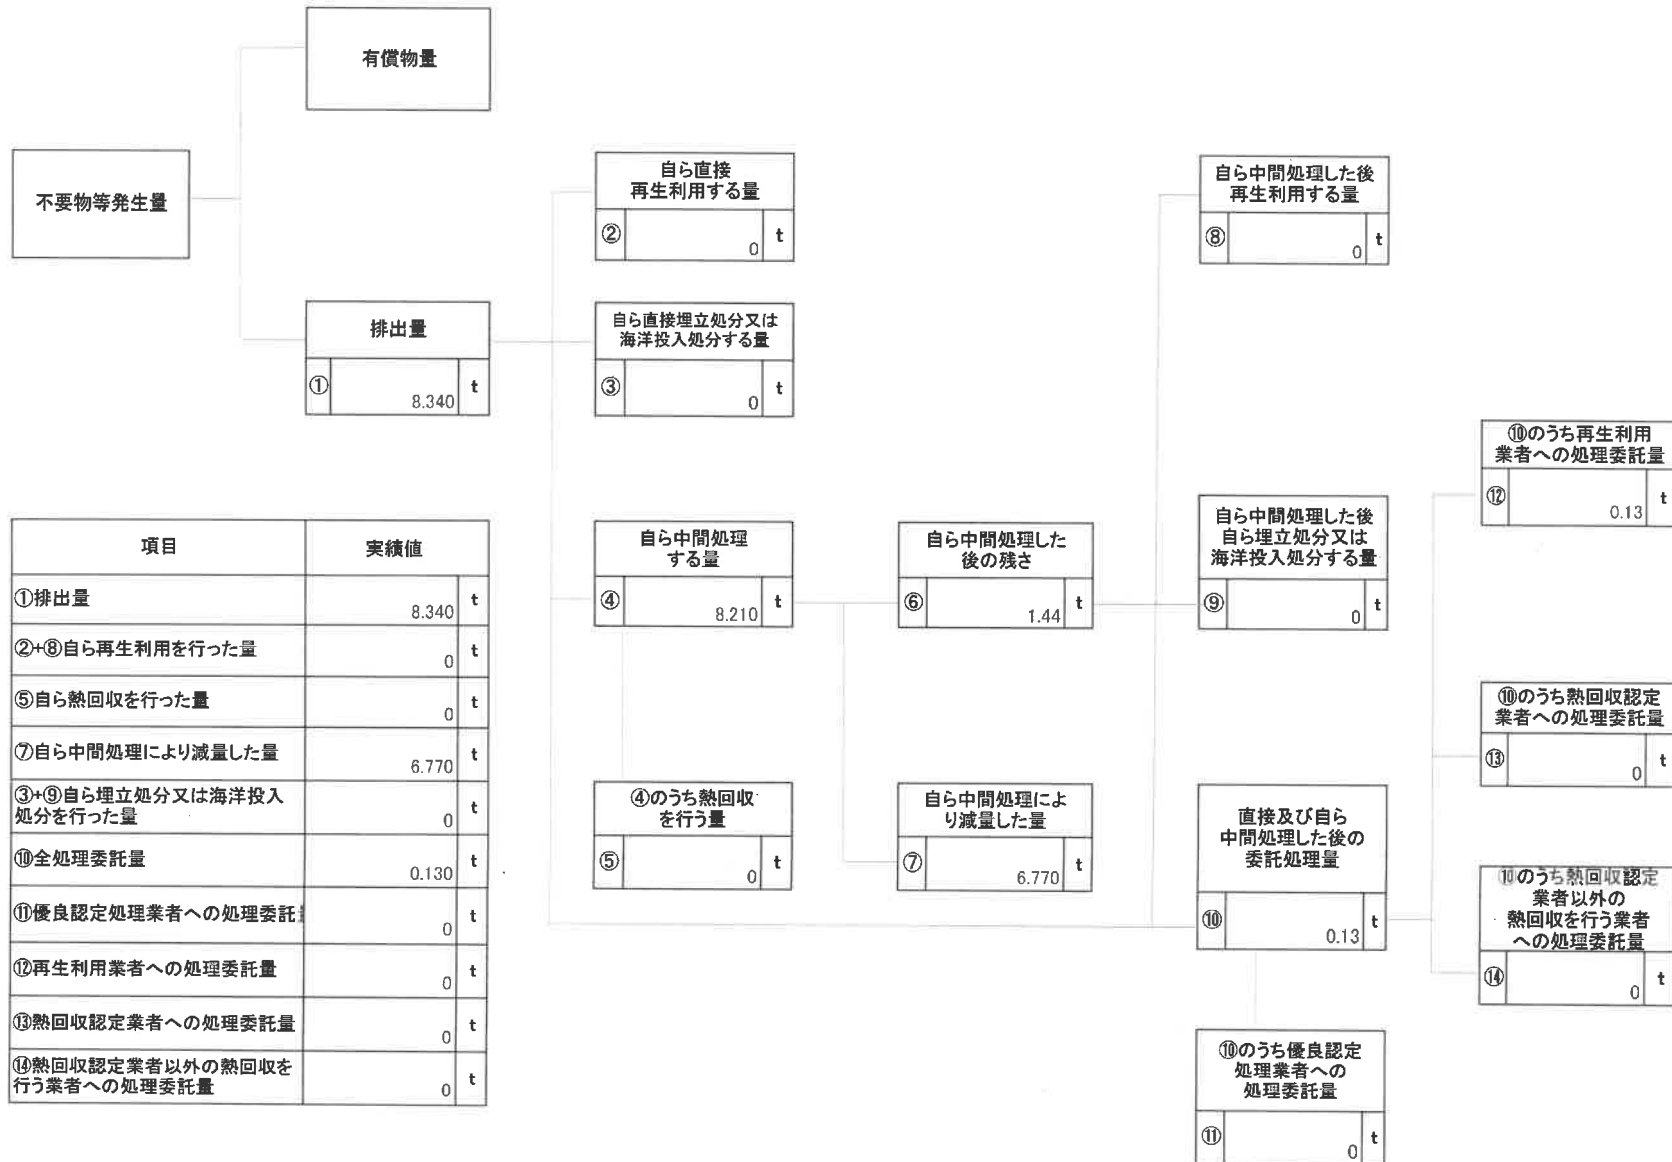 有償物量
不要物等発生量
排出量
①
8.340
t
自ら直接
再生利用する量
②
0
t
自ら直接埋立処分又は
海洋投入処分する量
③
0
t
自ら中間処理
する量
④
8.210
t
④のうち熱回収
を行う量
⑤
0
t
自ら中間処理した
後の残さ
⑥
1.44
t
自ら中間処理によ
り減量した量
⑦
6.770
t
自ら中間処理した後
再生利用する量
⑧
0
t
自ら中間処理した後
自ら埋立処分又は
海洋投入処分する量
⑨
0
t
直接及び自ら
中間処理した後の
委託処理量
⑩
0.13
t
⑩のうち優良認定
処理業者への
処理委託量
⑪
0
t
⑩のうち再生利用
業者への処理委託量
⑫
0.13
t
⑩のうち熱回収認定
業者への処理委託量
⑬
0
t
⑩のうち熱回収認定
業者以外の
熱回収を行う業者
への処理委託量
⑭
0
t
項目 実績値
①排出量 8.340 t
②+⑧自ら再生利用を行った量 0 t
⑤自ら熱回収を行った量 0 t
⑦自ら中間処理により減量した量 6.770 t
③+⑨自ら埋立処分又は海洋投入
処分を行った量 0 t
⑩全処理委託量 0.130 t
⑪優良認定処理業者への処理委託 0 t
⑫再生利用業者への処理委託量 0 t
⑬熱回収認定業者への処理委託量 0 t
⑭熱回収認定業者以外の熱回収を
行う業者への処理委託量 0 t